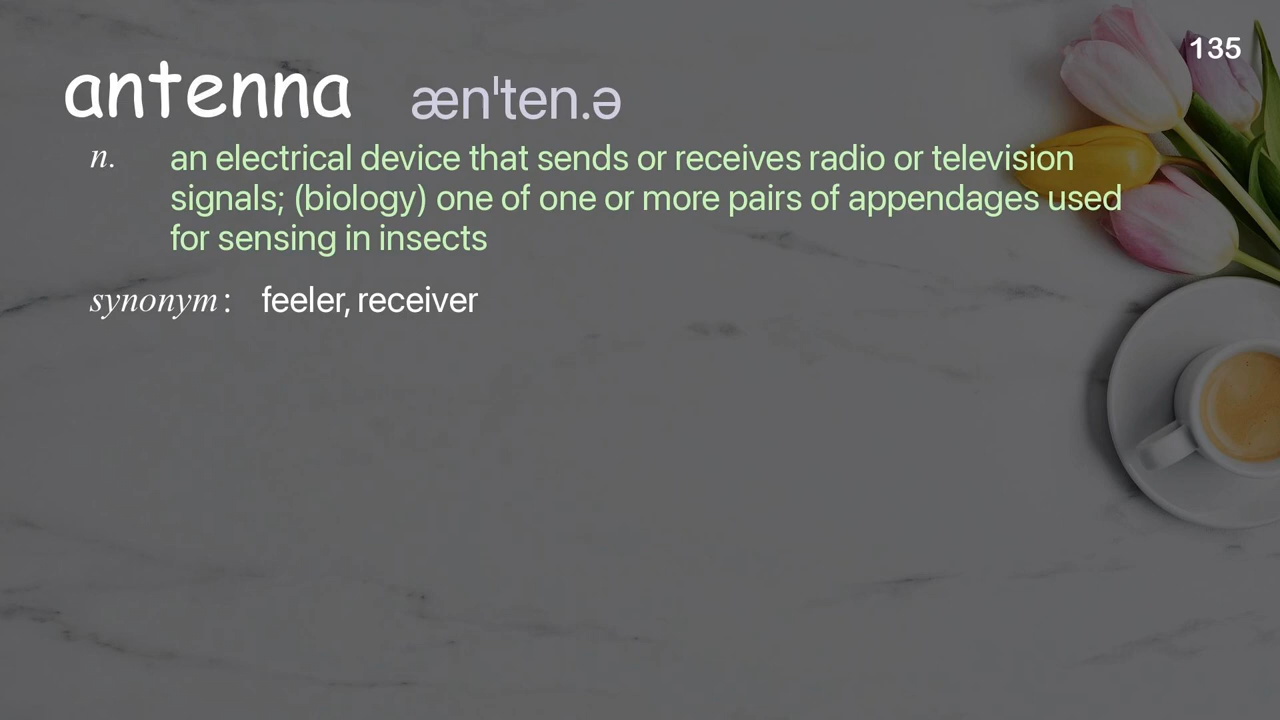 135
antenna æn'ten.ə
n. an electrical device that sends or receives radio or television
signals; (biology) one of one or more pairs of appendages used
for sensing in insects
synonym: feeler, receiver